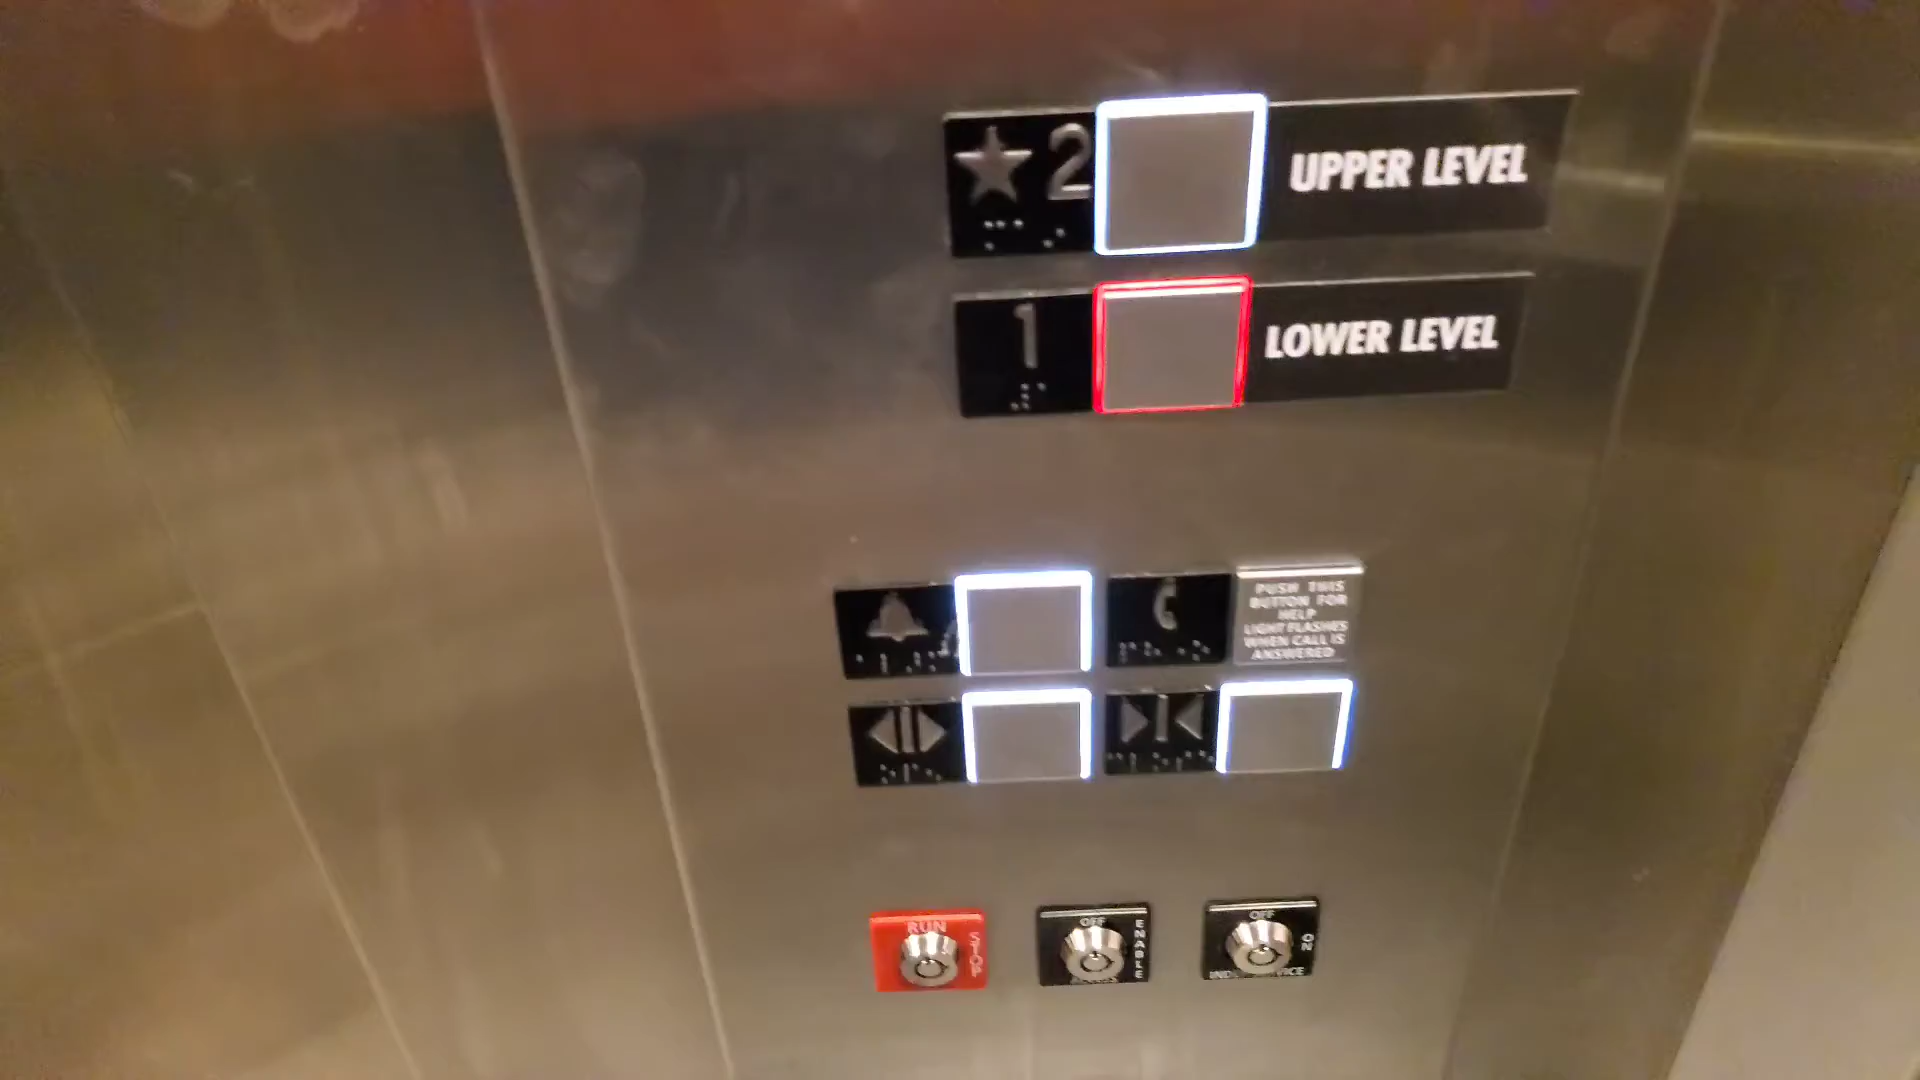 ★ 2 UPPER LEVEL
1 LOWER LEVEL
PUSH THIS
BUTTON FOR
HELP
LIGHT FLASHES
WHEN CALL IS
ANSWERED
RUN
STOP
OFF
ENABLE
OFF
ON